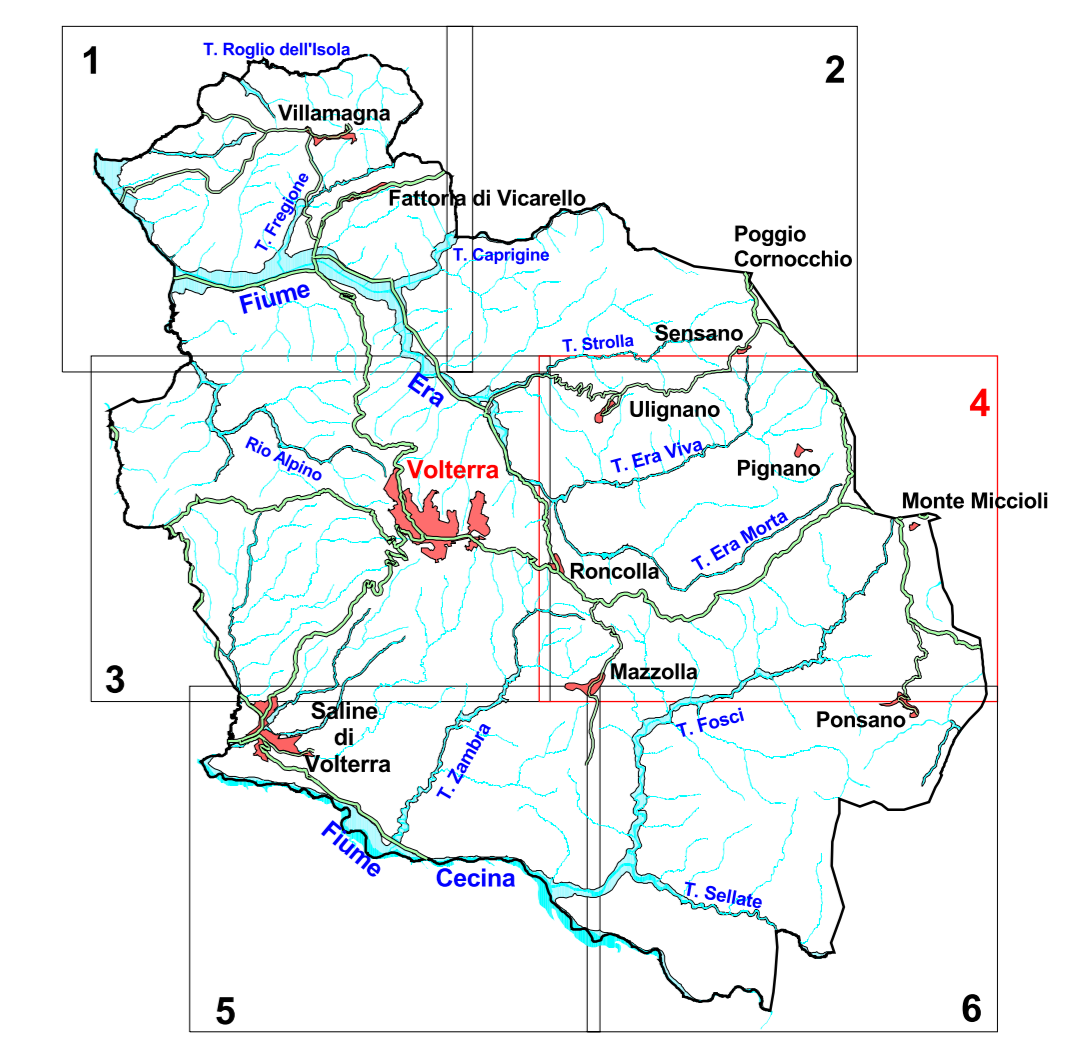 T. Roglio dell'Isola
1
2
Villamagna
T. Fregione
Fattoria di Vicarello
Poggio
Cornocchio
T. Caprigine
Fiume
Era
Sensano
T. Strolla
4
Ulignano
Rio Alpino
Volterra
T. Era Viva
Pignano
Monte Miccioli
T. Era Morta
Roncolla
3
Mazzolla
Saline
di
Volterra
T. Zambra
T. Fosci
Ponsano
Fiume
Cecina
T. Sellate
5
6